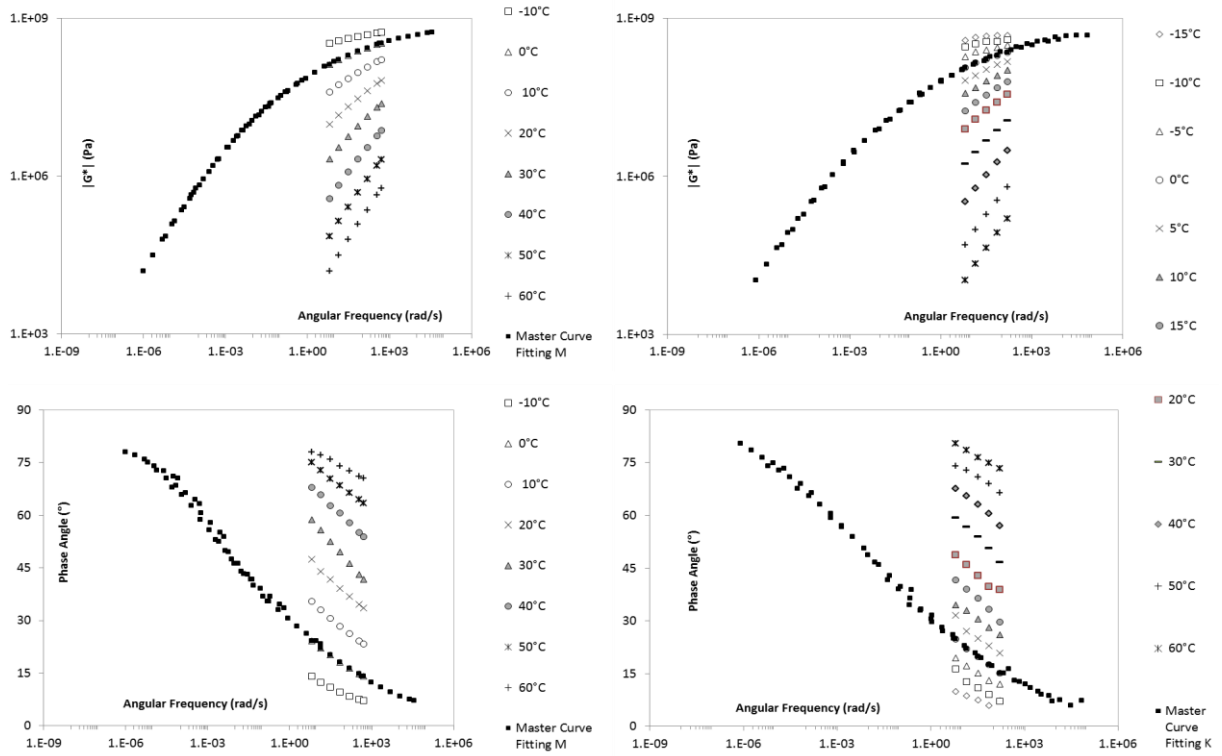 1.E+09
1.E+06
1.E+03
|G*| (Pa)
Angular Frequency (rad/s)
1.E-09 1.E-06 1.E-03 1.E+00 1.E+03 1.E+06
-10°C
0°C
10°C
20°C
30°C
40°C
50°C
60°C
Master Curve
Fitting M
1.E+09
1.E+06
1.E+03
|G*| (Pa)
Angular Frequency (rad/s)
1.E-09 1.E-06 1.E-03 1.E+00 1.E+03 1.E+06
-15°C
-10°C
-5°C
0°C
5°C
10°C
15°C
90
75
60
45
30
15
0
Phase Angle (°)
Angular Frequency (rad/s)
1.E-09 1.E-06 1.E-03 1.E+00 1.E+03 1.E+06
-10°C
0°C
10°C
20°C
30°C
40°C
50°C
60°C
Master Curve
Fitting M
90
75
60
45
30
15
0
Phase Angle (°)
Angular Frequency (rad/s)
1.E-09 1.E-06 1.E-03 1.E+00 1.E+03 1.E+06
20°C
30°C
40°C
50°C
60°C
Master
Curve
Fitting K